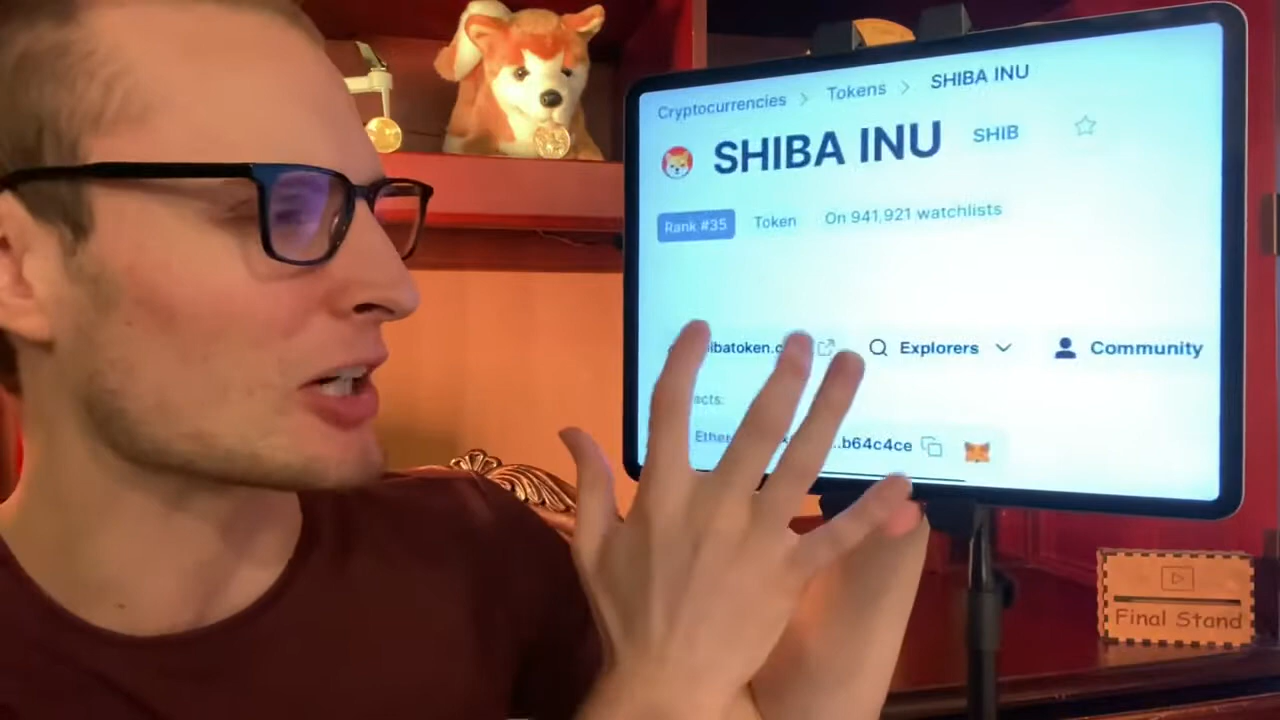 Cryptocurrencies > Tokens > SHIBA INU
SHIBA INU SHIB
Rank #35 Token On 941,921 watchlists
Explorers Community
...b64c4ce
Final Stand